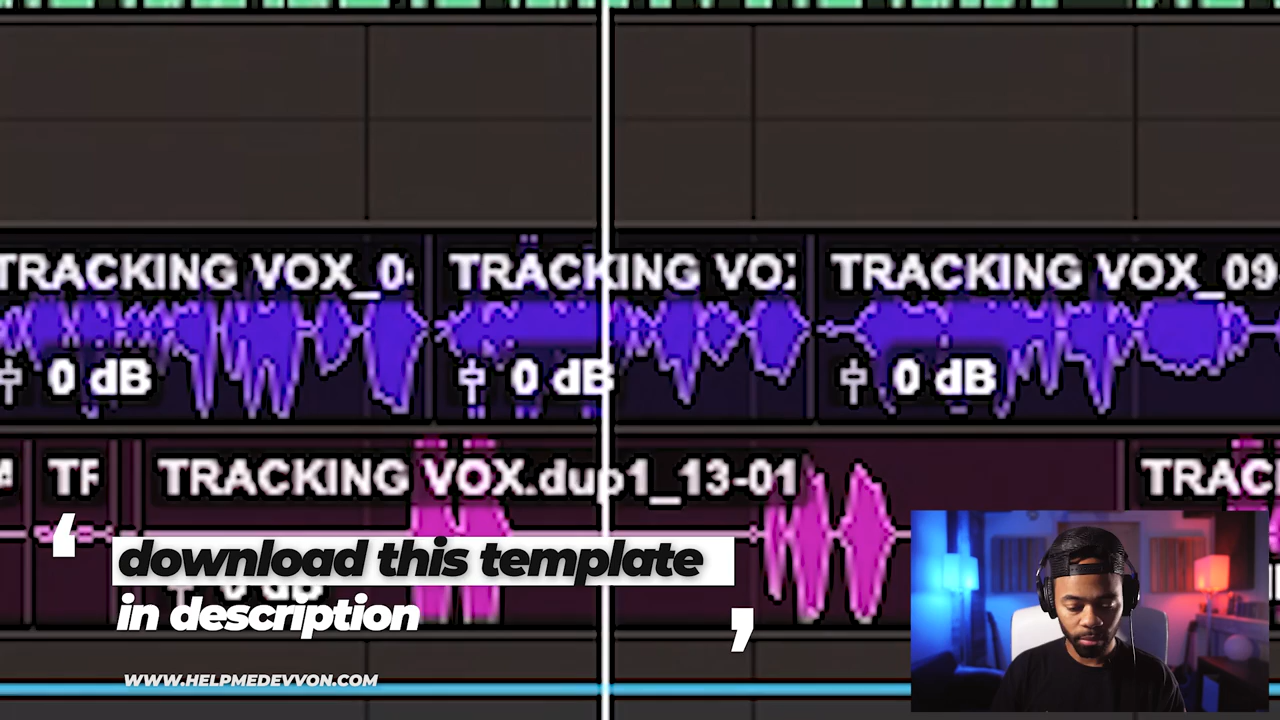 TRACKING VOX_0
TRACKING VO
TRACKING VOX_09
0 dB
0 dB
0 dB
TRACKING VOX.dup1_13-01
TRAC
‘
download this template
in description
’
WWW.HELPMEDEVVON.COM